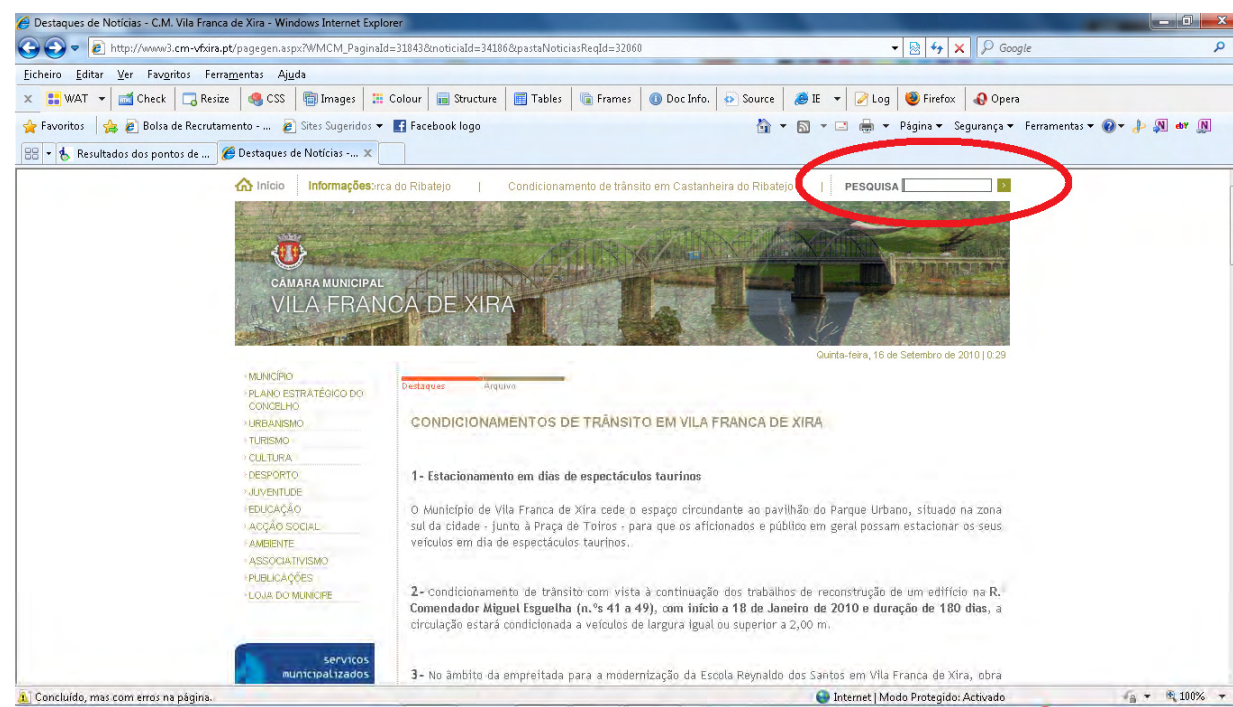 Destaques de Notícias - C.M. Vila Franca de Xira - Windows Internet Explorer
http://www3.cm-vfxira.pt/pagegen.aspx?WMCM_PaginaId=31843&noticiaId=34186&pastaNoticiasReqId=32060
Google
Ficheiro Editar Ver Favoritos Ferramentas Ajuda
x WAT Check Resize CSS Images Colour Structure Tables Frames Doc Info. Source IE Log Firefox Opera
Favoritos Bolsa de Recrutamento - ... Sites Sugeridos Facebook logo Página Segurança Ferramentas
Resultados dos pontos de ... Destaques de Notícias -... X
Início Informações: rca do Ribatejo | Condicionamento de trânsito em Castanheira do Ribatejo | PESQUISA
CÂMARA MUNICIPAL
VILA FRANCA DE XIRA
Quinta-feira, 16 de Setembro de 2010 | 0:29
MUNICÍPIO
PLANO ESTRATÉGICO DO
CONCELHO
URBANISMO
TURISMO
CULTURA
DESPORTO
JUVENTUDE
EDUCAÇÃO
ACÇÃO SOCIAL
AMBIENTE
ASSOCIATIVISMO
PUBLICAÇÕES
LOJA DO MUNICIPE
serviços
municipalizados
Destaques Arquivo
CONDICIONAMENTOS DE TRÂNSITO EM VILA FRANCA DE XIRA
1- Estacionamento em dias de espectáculos taurinos
O Município de Vila Franca de Xira cede o espaço circundante ao pavilhão do Parque Urbano, situado na zona
sul da cidade - junto à Praça de Toiros - para que os aficionados e público em geral possam estacionar os seus
veículos em dia de espectáculos taurinos.
2- Condicionamento de trânsito com vista à continuação dos trabalhos de reconstrução de um edifício na R.
Comendador Miguel Esguelha (n.ºs 41 a 49), com início a 18 de Janeiro de 2010 e duração de 180 dias, a
circulação estará condicionada a veículos de largura igual ou superior a 2,00 m.
3- No âmbito da empreitada para a modernização da Escola Reynaldo dos Santos em Vila Franca de Xira, obra
Concluído, mas com erros na página. Internet | Modo Protegido: Activado 100%